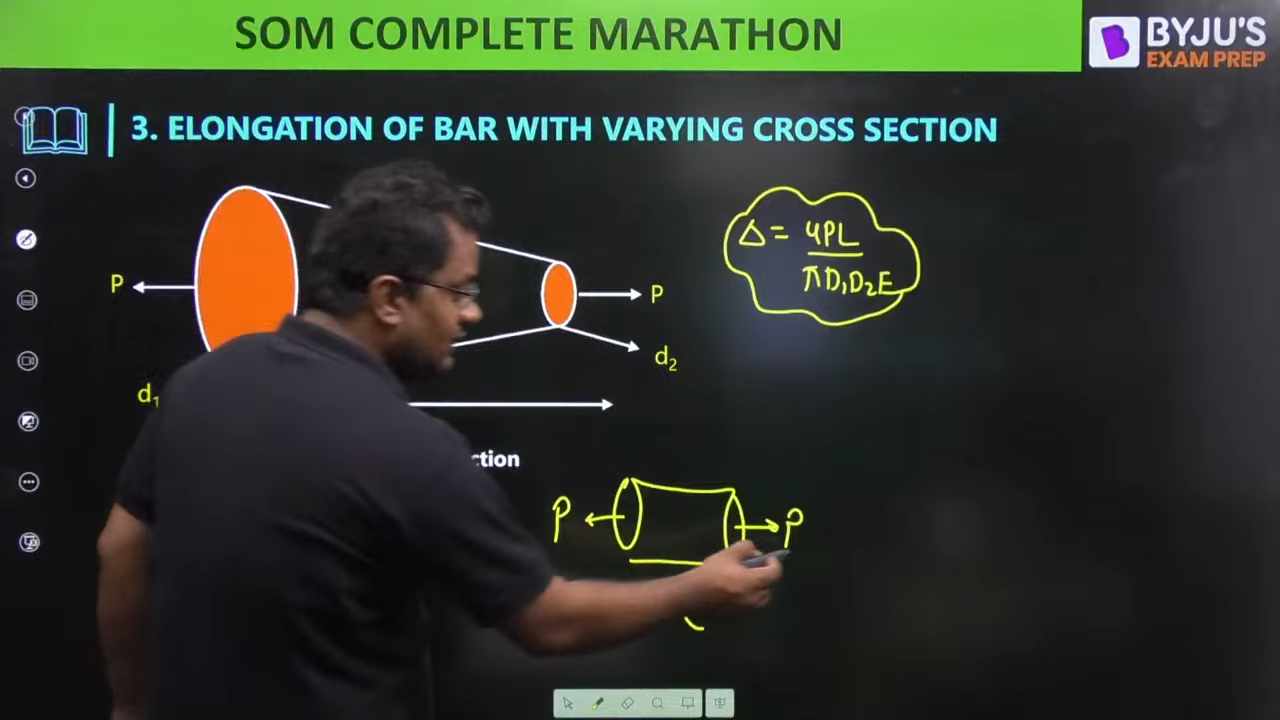 SOM COMPLETE MARATHON
BYJU'S
EXAM PREP
3. ELONGATION OF BAR WITH VARYING CROSS SECTION
Δ = 4PL
πD₁D₂E
P
P
d₂
d₁
ction
P
P